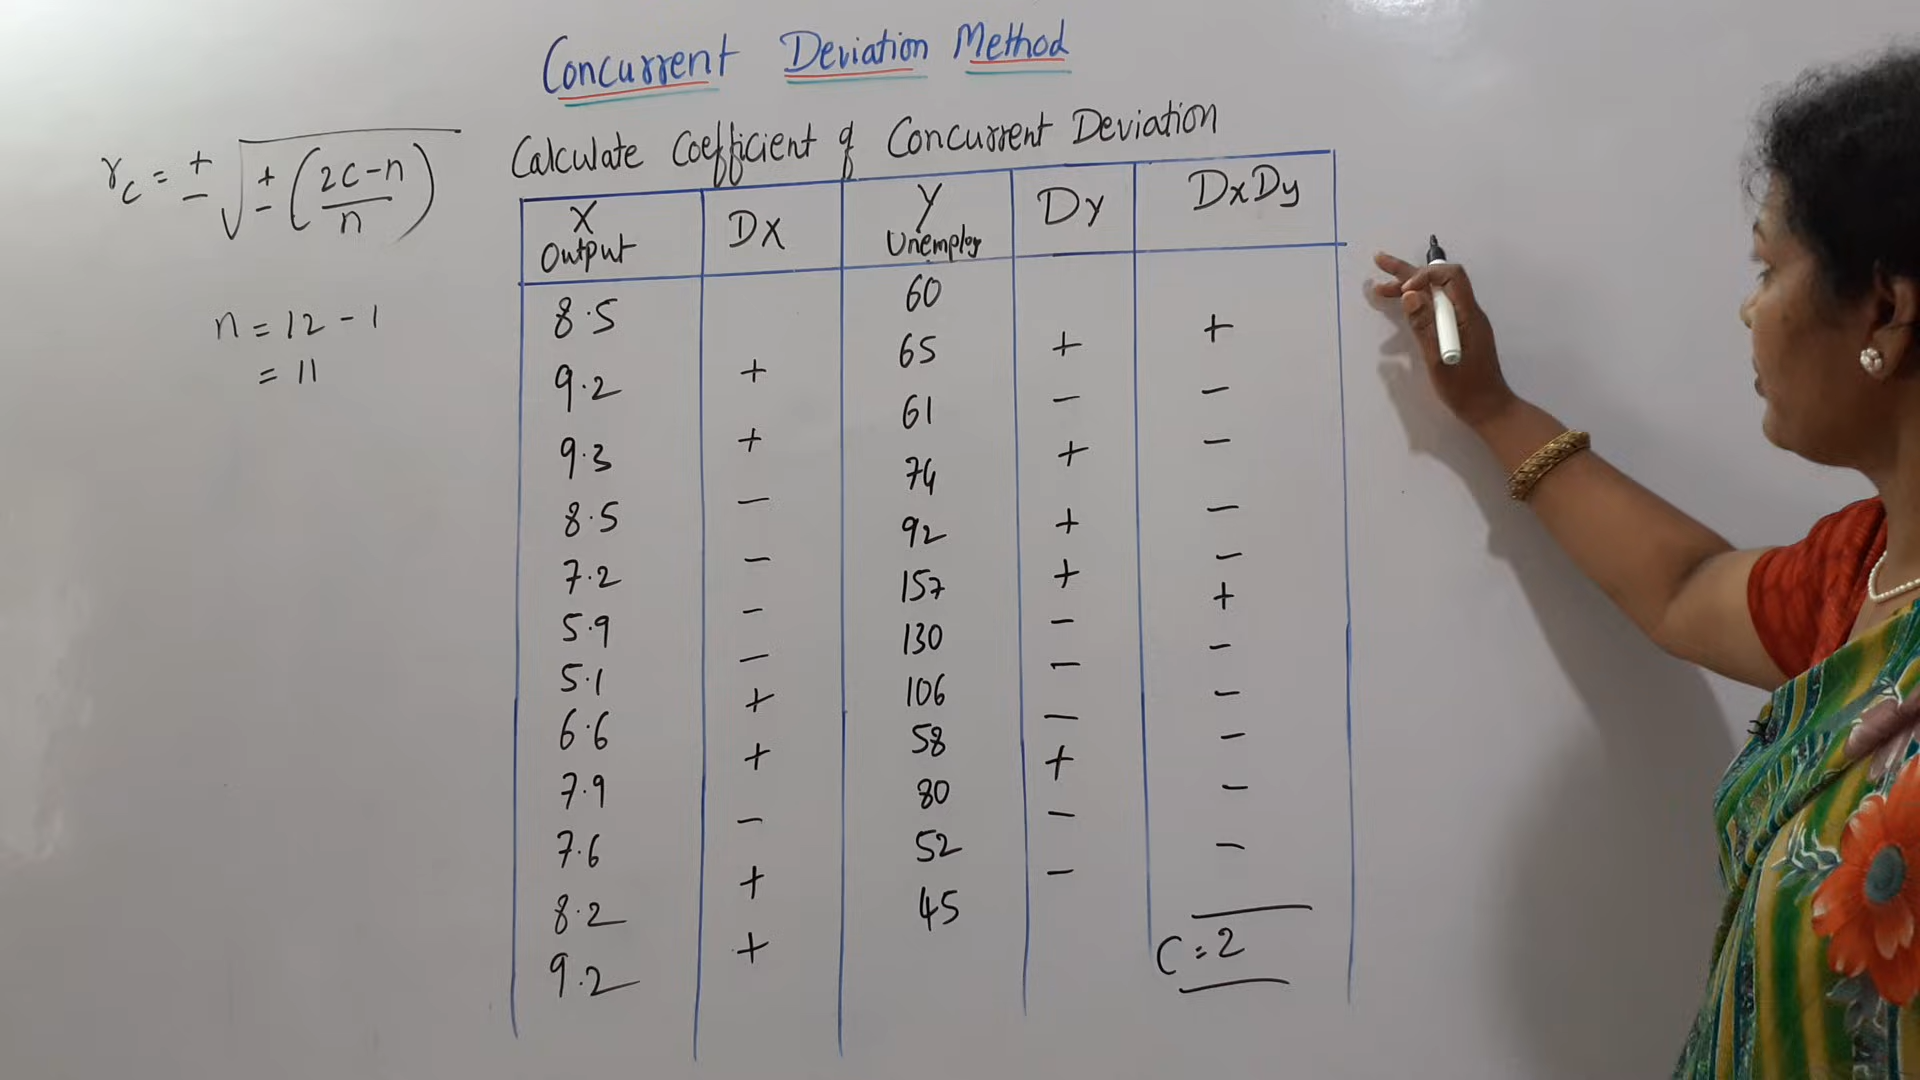 Concurrent Deviation Method
Calculate Coefficient of Concurrent Deviation
r_c = ± √ ± (2C-n / n)
n = 12 - 1
= 11
X Output | DX | Y Unemploy | Dy | DxDy
8.5 | | 60 | |
9.2 | + | 65 | + | +
9.3 | + | 61 | - | -
8.5 | - | 74 | + | -
7.2 | - | 92 | + | -
5.9 | - | 157 | + | -
5.1 | - | 130 | - | +
6.6 | + | 106 | - | -
7.9 | + | 58 | - | -
7.6 | - | 80 | + | -
8.2 | + | 52 | - | -
9.2 | + | 45 | - | -
C = 2